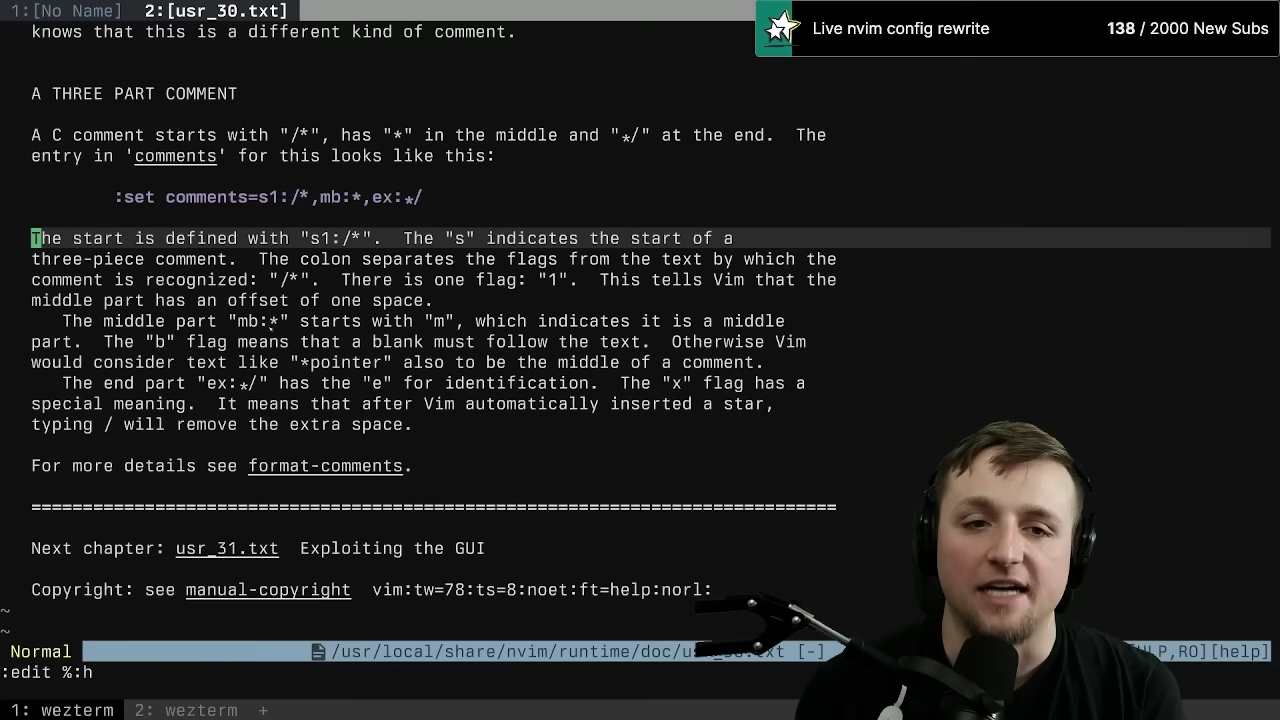 1:[No Name]  2:[usr_30.txt]
Live nvim config rewrite 138 / 2000 New Subs
knows that this is a different kind of comment.
A THREE PART COMMENT
A C comment starts with "/*", has "*" in the middle and "*/" at the end.  The
entry in 'comments' for this looks like this:
:set comments=s1:/*,mb:*,ex:*/
The start is defined with "s1:/*".  The "s" indicates the start of a
three-piece comment.  The colon separates the flags from the text by which the
comment is recognized: "/*".  There is one flag: "1".  This tells Vim that the
middle part has an offset of one space.
The middle part "mb:*" starts with "m", which indicates it is a middle
part.  The "b" flag means that a blank must follow the text.  Otherwise Vim
would consider text like "*pointer" also to be the middle of a comment.
The end part "ex:*/" has the "e" for identification.  The "x" flag has a
special meaning.  It means that after Vim automatically inserted a star,
typing / will remove the extra space.
For more details see format-comments.
==============================================================================
Next chapter: usr_31.txt  Exploiting the GUI
Copyright: see manual-copyright  vim:tw=78:ts=8:noet:ft=help:norl:
~
~
Normal /usr/local/share/nvim/runtime/doc/ .txt [-] ,RO][help]
:edit %:h
1: wezterm  2: wezterm  +